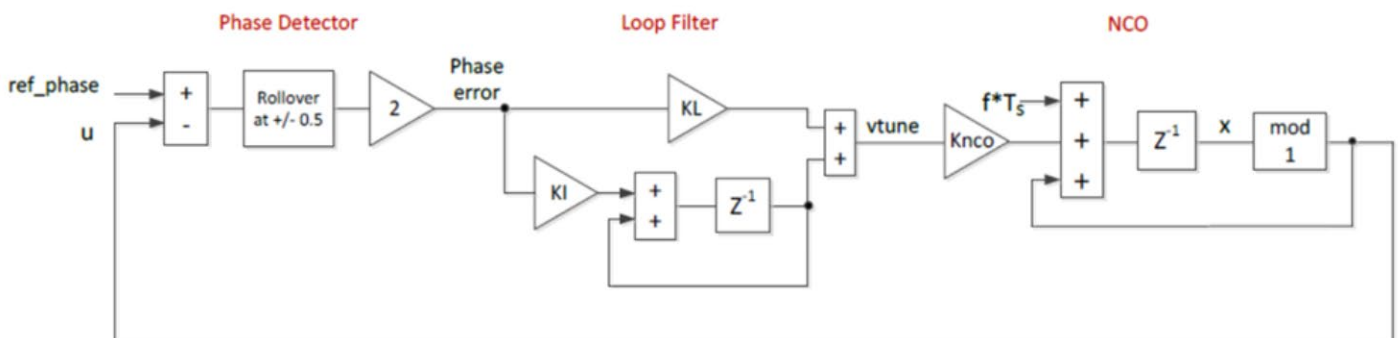 Phase Detector
Loop Filter
NCO
ref_phase
u
+
-
Rollover
at +/- 0.5
2
Phase
error
KL
KI
+
+
Z-1
+
+
vtune
Knco
f*Ts
+
+
+
Z-1
x
mod
1